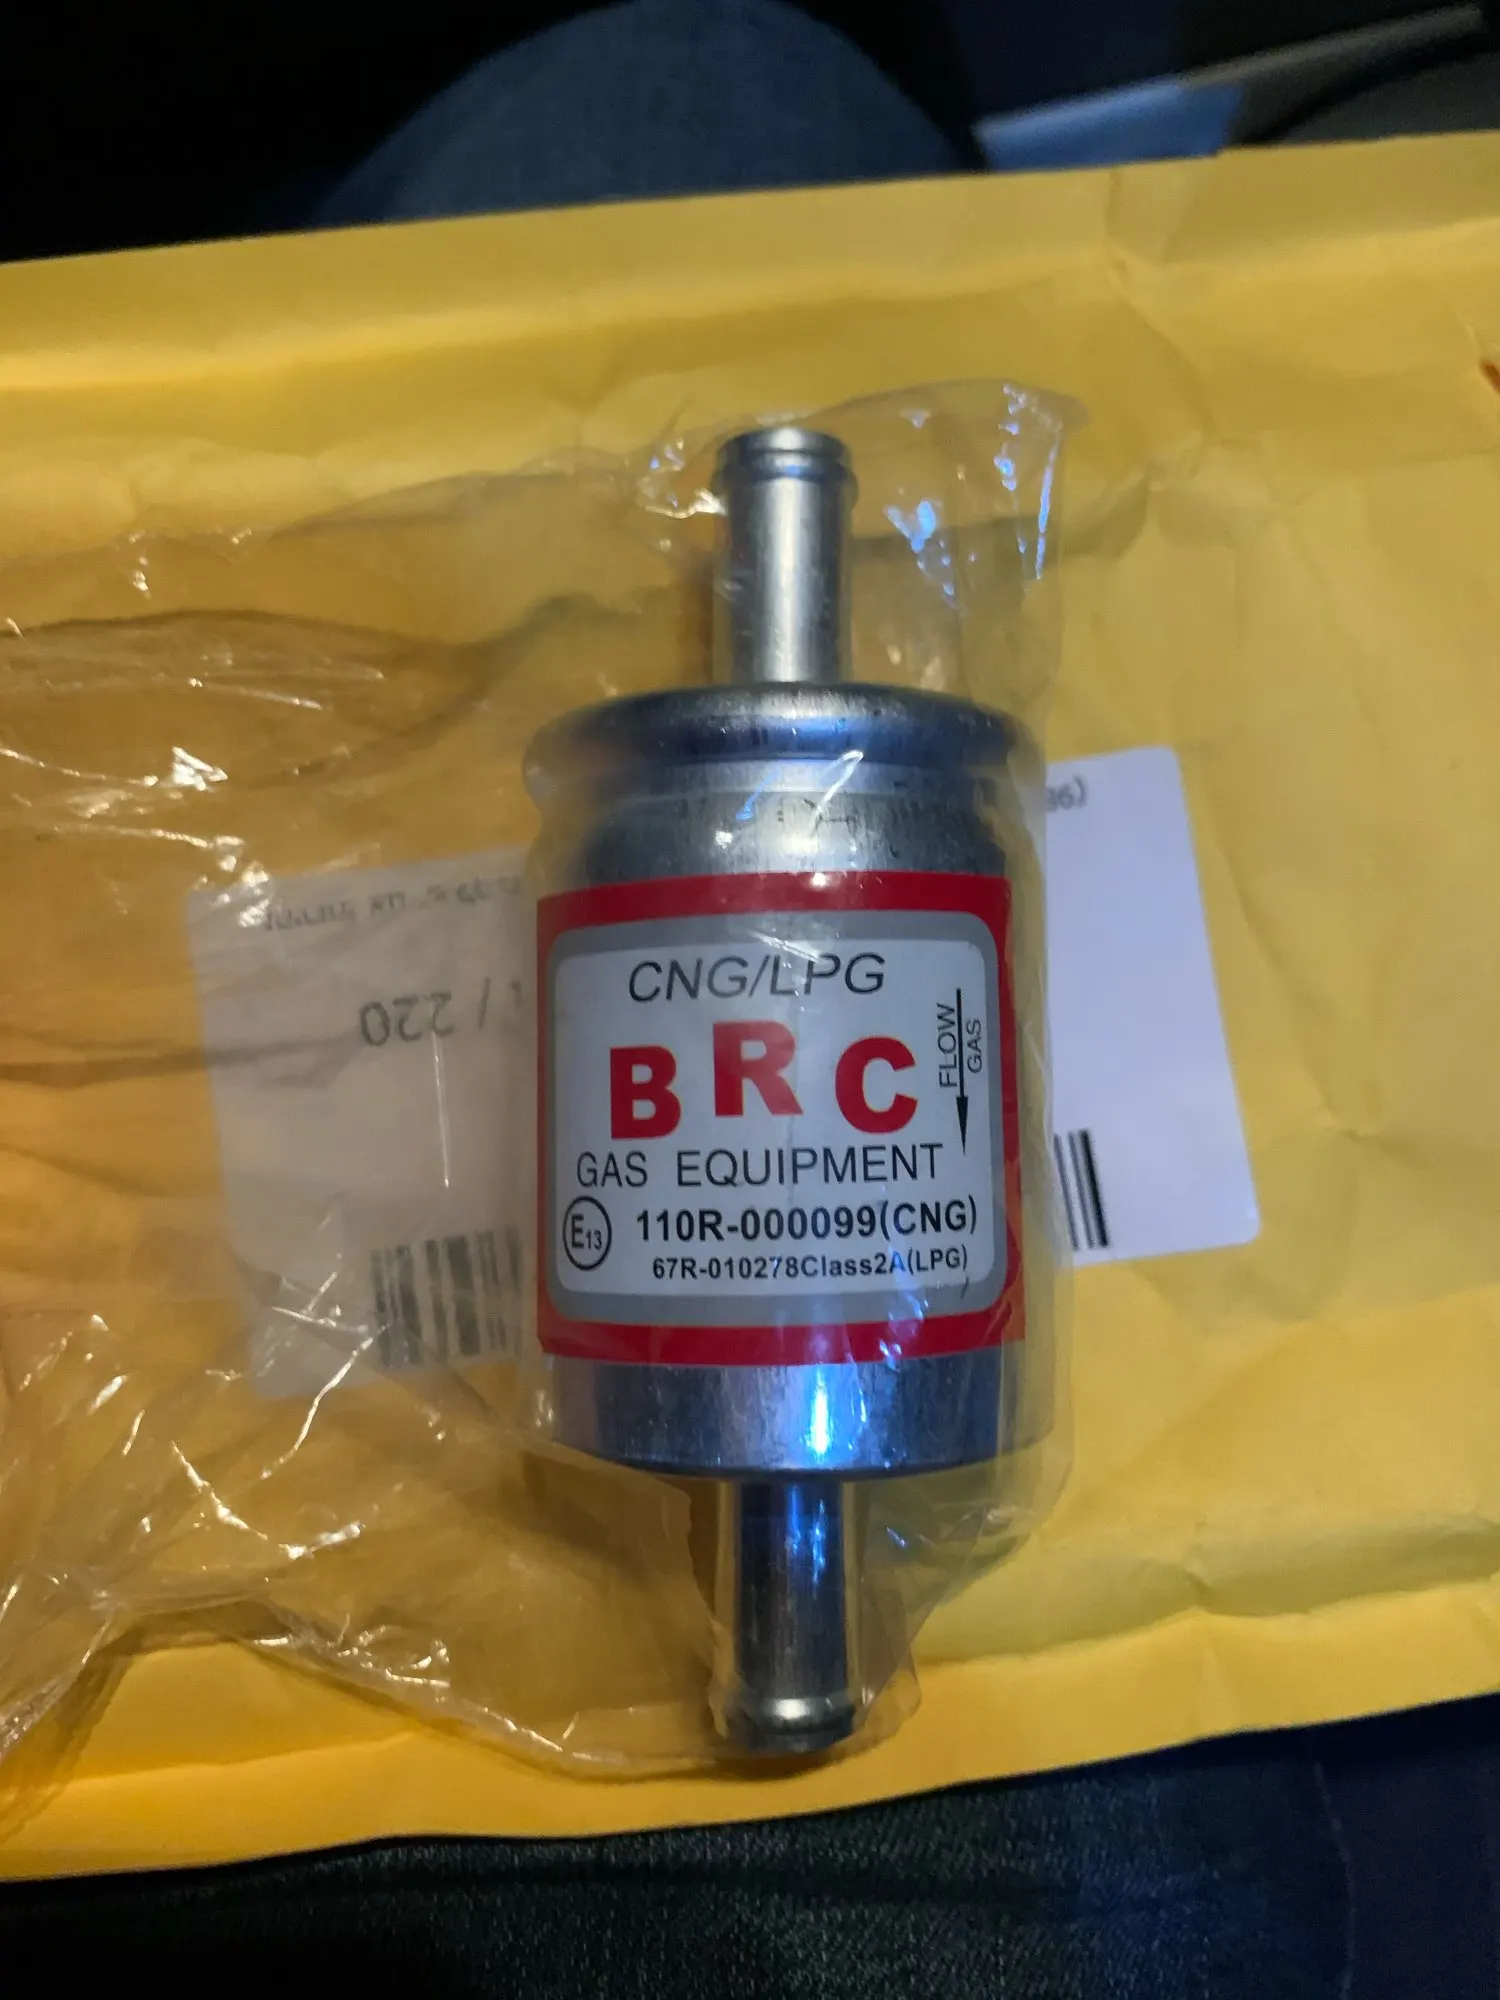 CNG/LPG
BRC
FLOW
GAS
GAS EQUIPMENT
E13 110R-000099(CNG)
67R-010278Class2A(LPG)
/ 220